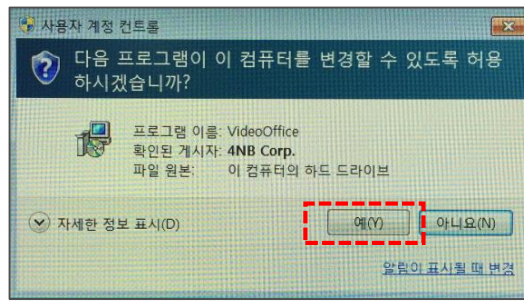 사용자 계정 컨트롤
다음 프로그램이 이 컴퓨터를 변경할 수 있도록 허용
하시겠습니까?
프로그램 이름: VideoOffice
확인된 게시자: 4NB Corp.
파일 원본: 이 컴퓨터의 하드 드라이브
자세한 정보 표시(D)
예(Y)
아니요(N)
알림이 표시될 때 변경